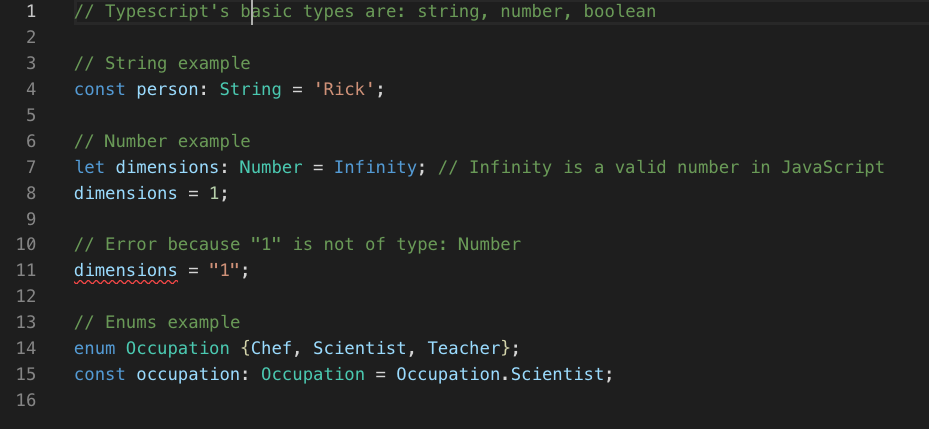 1 // Typescript's basic types are: string, number, boolean
2
3 // String example
4 const person: String = 'Rick';
5
6 // Number example
7 let dimensions: Number = Infinity; // Infinity is a valid number in JavaScript
8 dimensions = 1;
9
10 // Error because "1" is not of type: Number
11 dimensions = "1";
12
13 // Enums example
14 enum Occupation {Chef, Scientist, Teacher};
15 const occupation: Occupation = Occupation.Scientist;
16